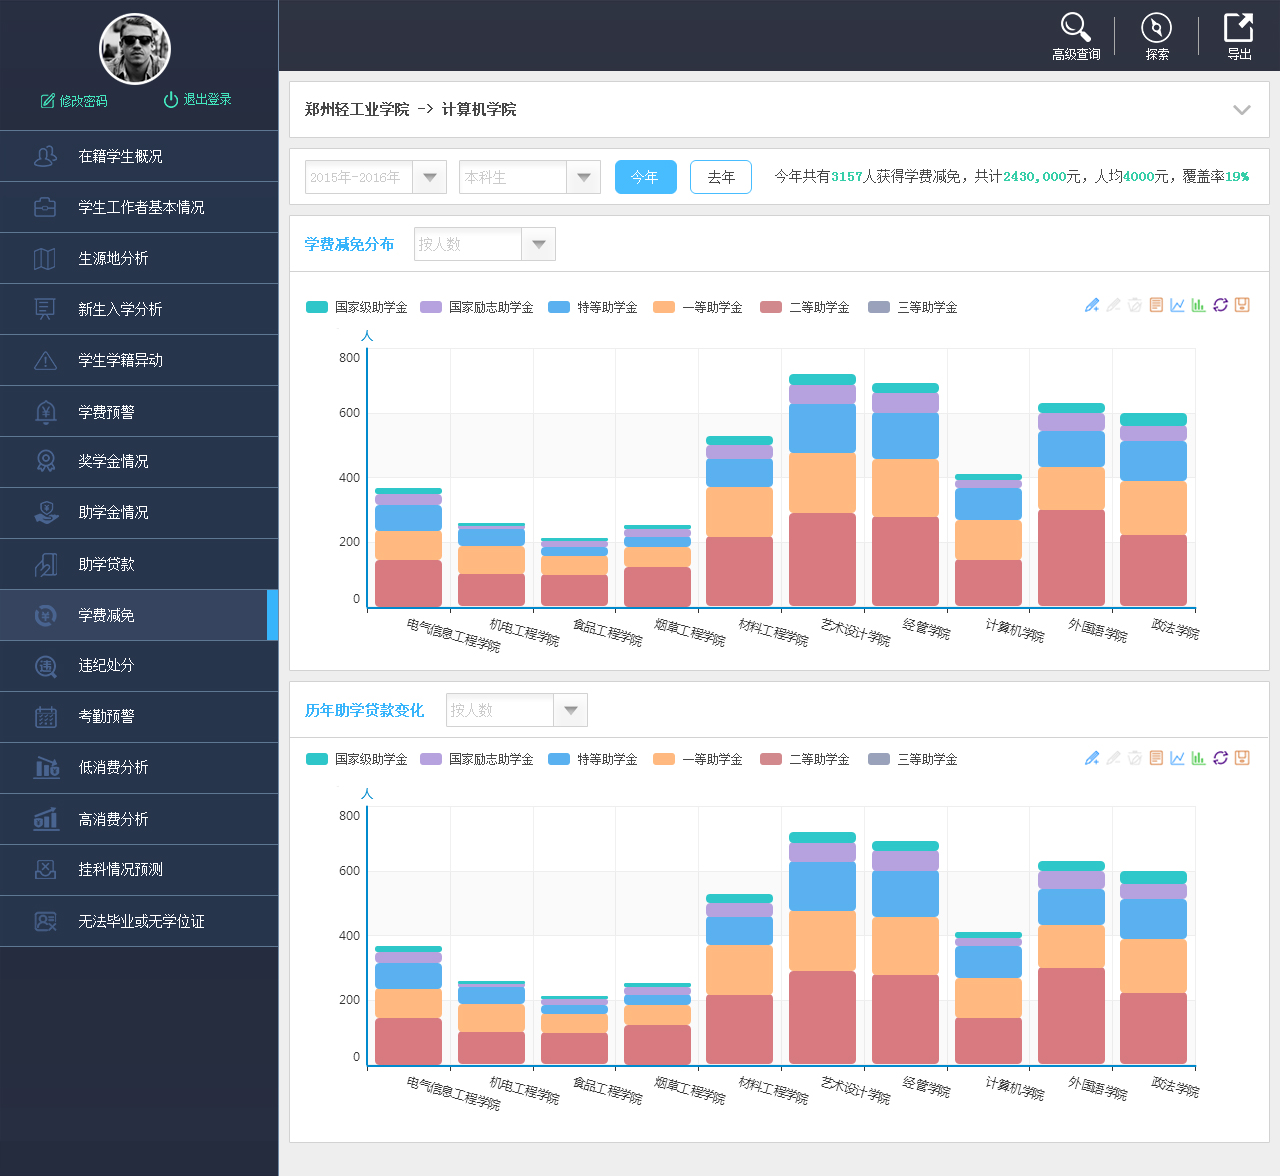 修改密码
退出登录
高级查询
探索
导出
在籍学生概况
学生工作者基本情况
生源地分析
新生入学分析
学生学籍异动
学费预警
奖学金情况
助学金情况
助学贷款
学费减免
违纪处分
考勤预警
低消费分析
高消费分析
挂科情况预测
无法毕业或无学位证
郑州轻工业学院 -> 计算机学院
2015年-2016年
本科生
今年
去年
今年共有3157人获得学费减免，共计2430,000元，人均4000元，覆盖率19%
学费减免分布
按人数
国家级助学金 国家励志助学金 特等助学金 一等助学金 二等助学金 三等助学金
人
800
600
400
200
0
电气信息工程学院
机电工程学院
食品工程学院
烟草工程学院
材料工程学院
艺术设计学院
经管学院
计算机学院
外国语学院
政法学院
历年助学贷款变化
按人数
国家级助学金 国家励志助学金 特等助学金 一等助学金 二等助学金 三等助学金
人
800
600
400
200
0
电气信息工程学院
机电工程学院
食品工程学院
烟草工程学院
材料工程学院
艺术设计学院
经管学院
计算机学院
外国语学院
政法学院